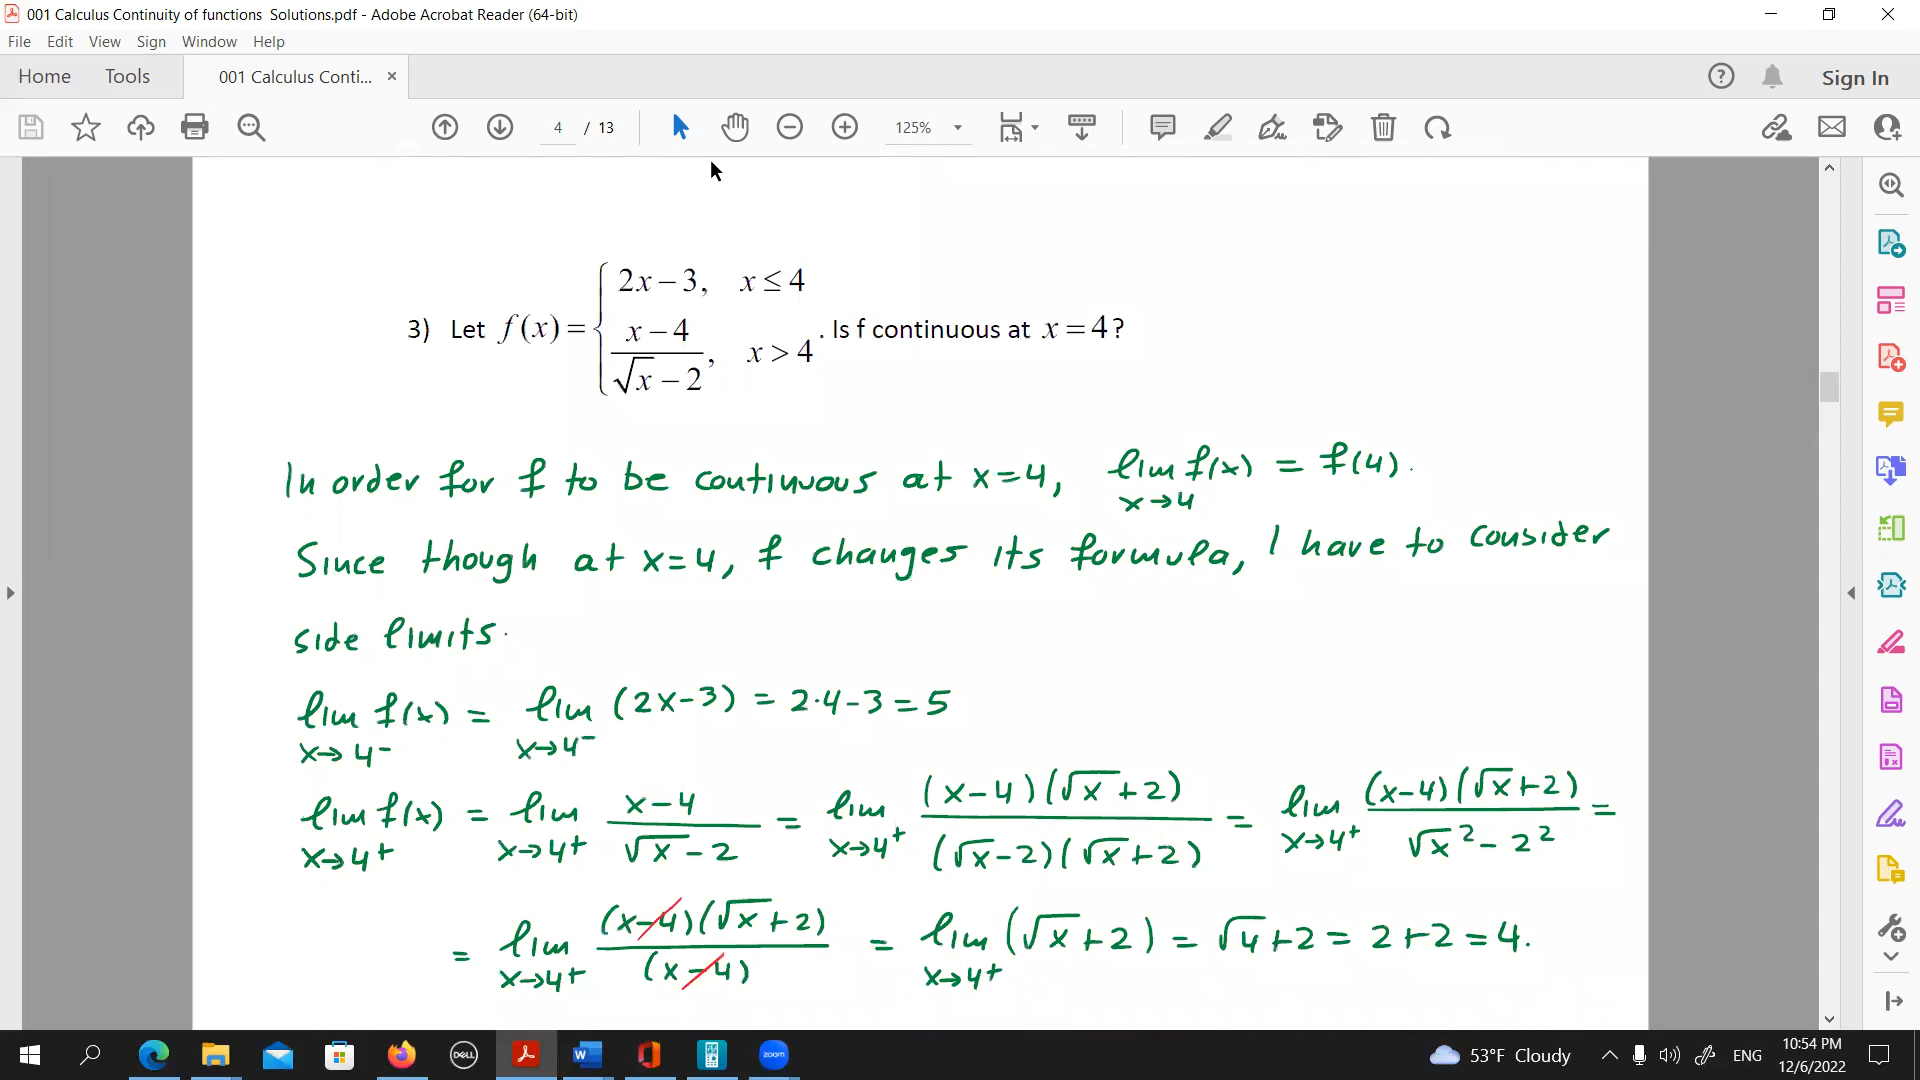 001 Calculus Continuity of functions  Solutions.pdf - Adobe Acrobat Reader (64-bit)
File Edit View Sign Window Help
Home Tools 001 Calculus Conti... × Sign In
4 / 13 125%
3) Let f(x) = { 2x − 3, x ≤ 4
(x − 4)/(√x − 2), x > 4 . Is f continuous at x = 4 ?
In order for f to be continuous at x=4, lim x→4 f(x) = f(4).
Since though at x=4, f changes its formula, I have to consider
side limits.
lim x→4⁻ f(x) = lim x→4⁻ (2x−3) = 2·4−3 = 5
lim x→4⁺ f(x) = lim x→4⁺ (x−4)/(√x−2) = lim x→4⁺ (x−4)(√x+2)/((√x−2)(√x+2)) = lim x→4⁺ (x−4)(√x+2)/(√x²−2²) =
= lim x→4⁺ (x−4)(√x+2)/(x−4) = lim x→4⁺ (√x+2) = √4+2 = 2+2 = 4.
DELL zoom 53°F Cloudy ENG 10:54 PM
12/6/2022